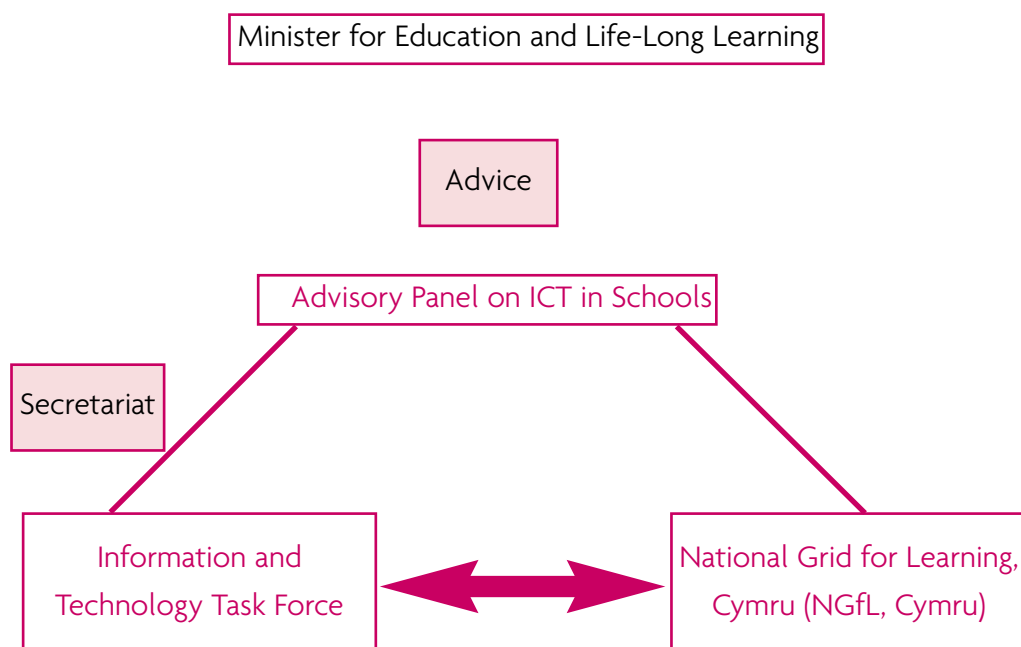 Minister for Education and Life-Long Learning
Advice
Advisory Panel on ICT in Schools
Secretariat
Information and
Technology Task Force
National Grid for Learning,
Cymru (NGfL, Cymru)